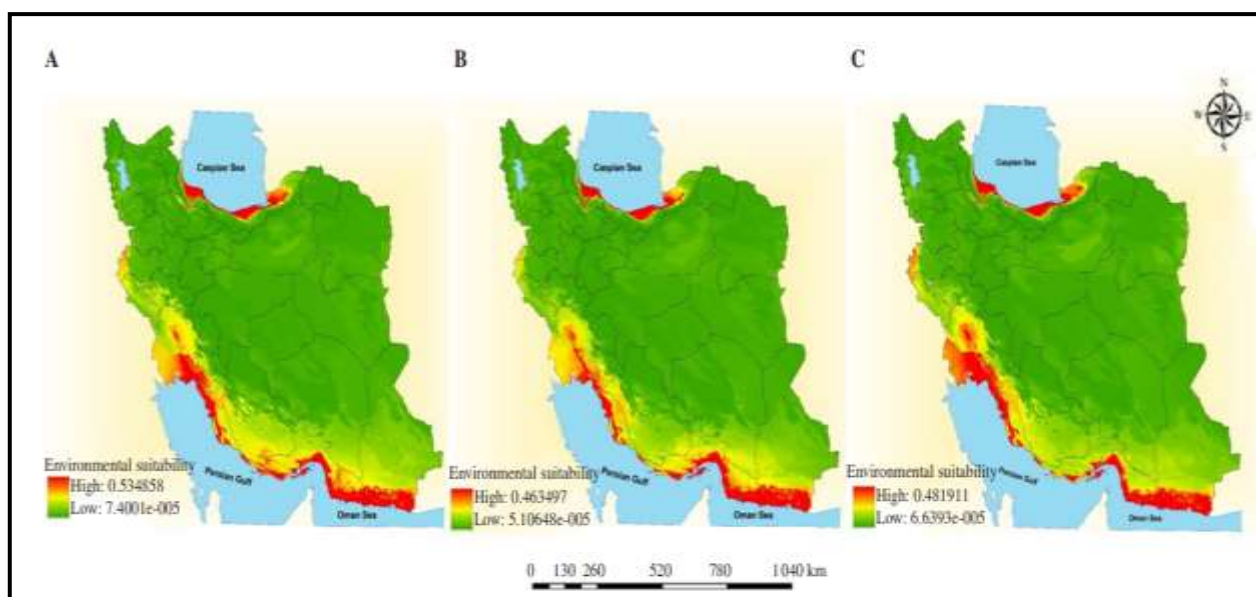 A
B
C
N
W E
S
Caspian Sea
Caspian Sea
Caspian Sea
Environmental suitability
High: 0.534858
Low: 7.4001e-005
Persian Gulf
Oman Sea
Environmental suitability
High: 0.463497
Low: 5.10648e-005
Persian Gulf
Oman Sea
Environmental suitability
High: 0.481911
Low: 6.6393e-005
Persian Gulf
Oman Sea
0 130 260 520 780 1 040 km